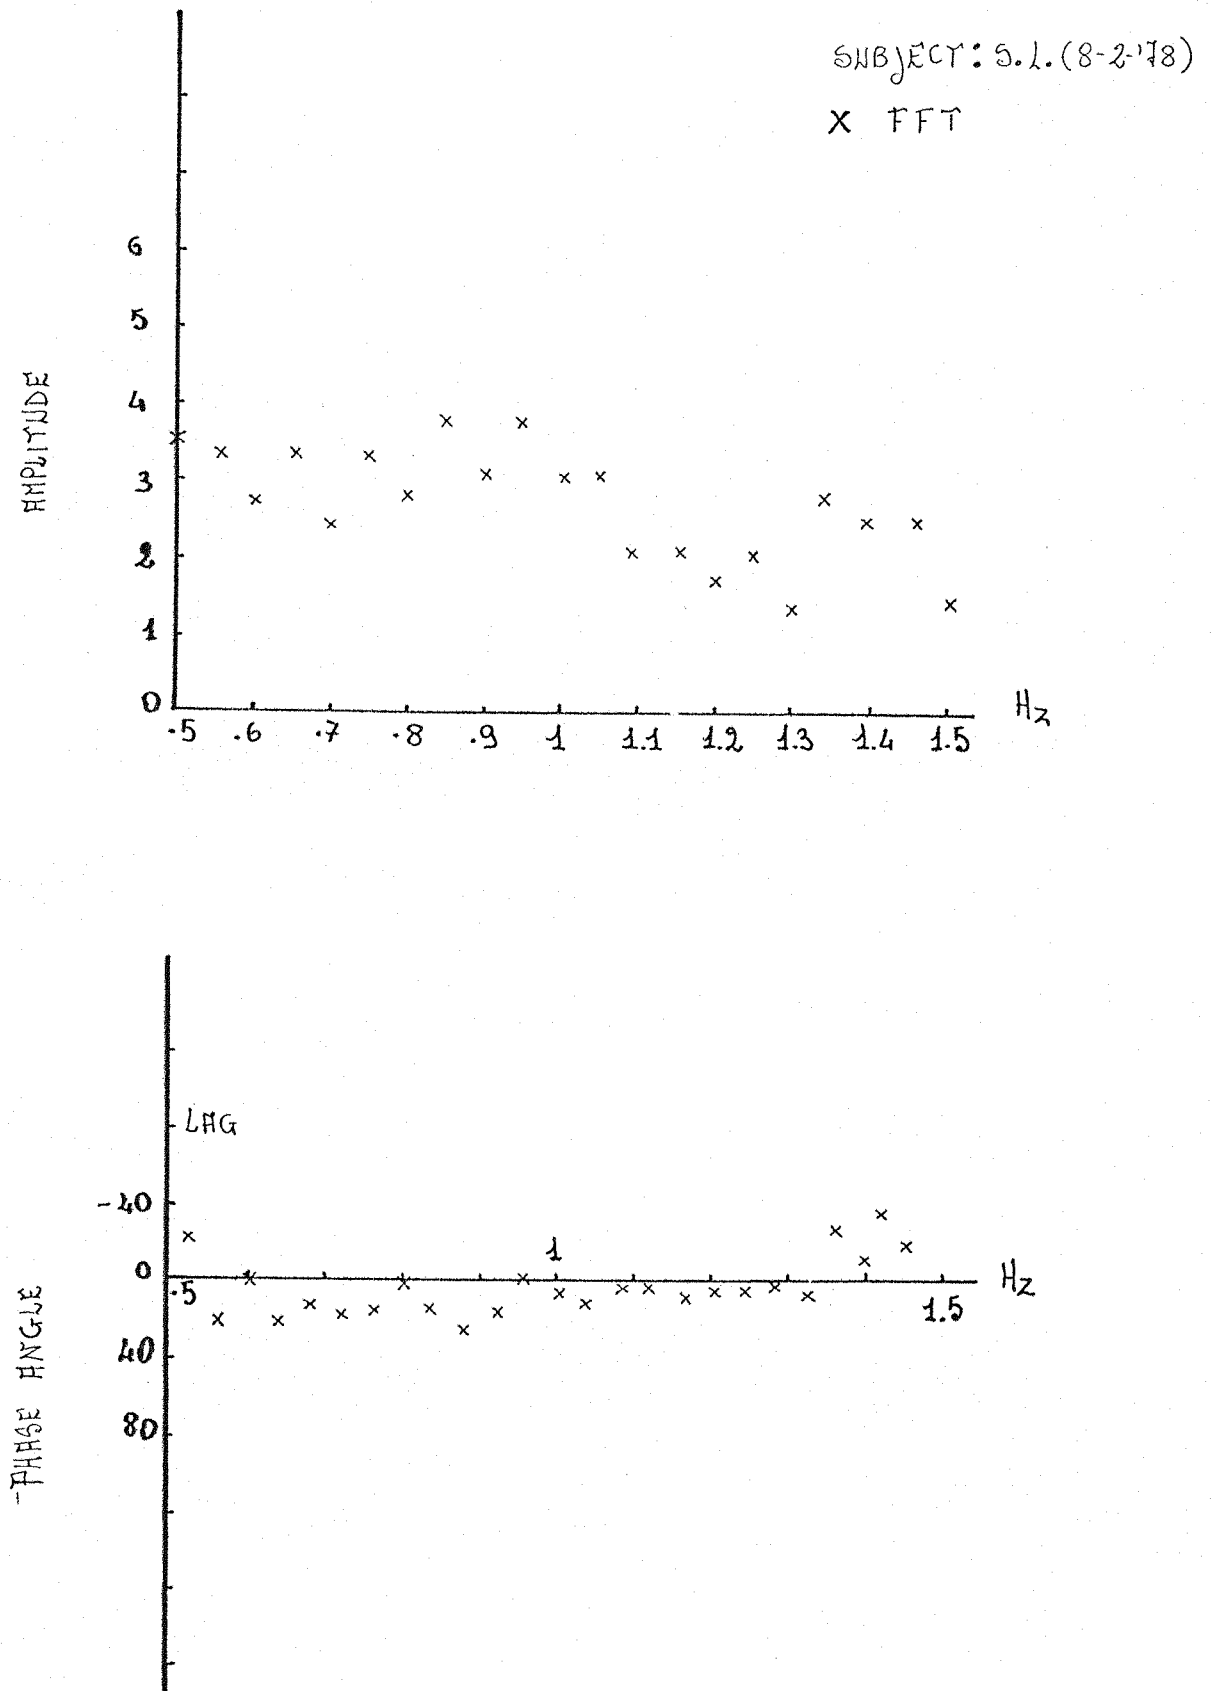 SUBJECT: S.L. (8-2-'78)
X FFT
AMPLITUDE
6
5
4
3
2
1
0
.5 .6 .7 .8 .9 1 1.1 1.2 1.3 1.4 1.5
Hz
LAG
-40
0
40
80
.5 1 1.5
Hz
-PHASE ANGLE